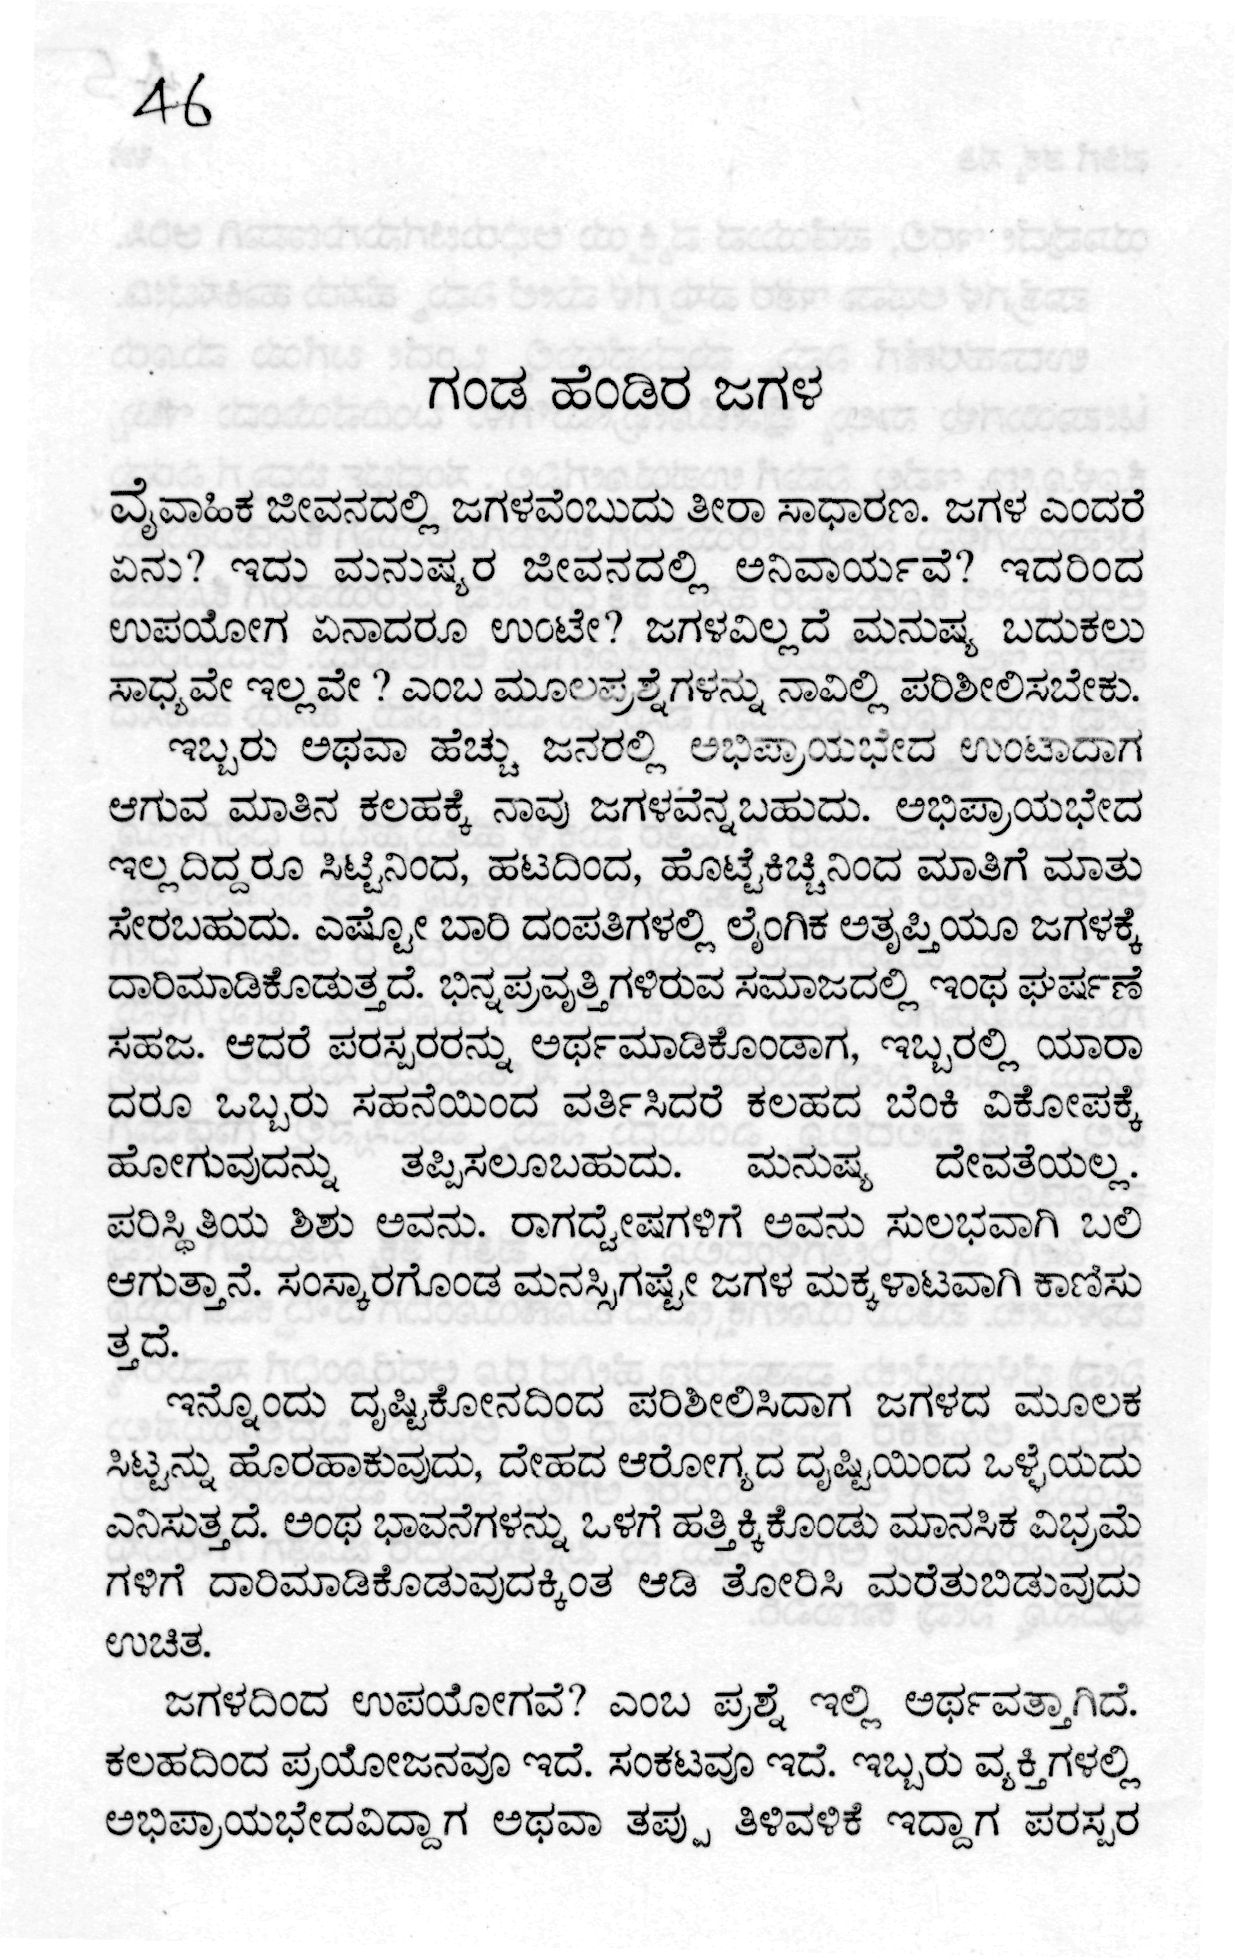 46
ಗಂಡ ಹೆಂಡಿರ ಜಗಳ
ವೈವಾಹಿಕ ಜೀವನದಲ್ಲಿ ಜಗಳವೆಂಬುದು ತೀರಾ ಸಾಧಾರಣ. ಜಗಳ ಎಂದರೆ
ಏನು? ಇದು ಮನುಷ್ಯರ ಜೀವನದಲ್ಲಿ ಅನಿವಾರ್ಯವೆ? ಇದರಿಂದ
ಉಪಯೋಗ ಏನಾದರೂ ಉಂಟೇ? ಜಗಳವಿಲ್ಲದೆ ಮನುಷ್ಯ ಬದುಕಲು
ಸಾಧ್ಯವೇ ಇಲ್ಲವೇ ? ಎಂಬ ಮೂಲಪ್ರಶ್ನೆಗಳನ್ನು ನಾವಿಲ್ಲಿ ಪರಿಶೀಲಿಸಬೇಕು.
ಇಬ್ಬರು ಅಥವಾ ಹೆಚ್ಚು ಜನರಲ್ಲಿ ಅಭಿಪ್ರಾಯಭೇದ ಉಂಟಾದಾಗ
ಆಗುವ ಮಾತಿನ ಕಲಹಕ್ಕೆ ನಾವು ಜಗಳವೆನ್ನಬಹುದು. ಅಭಿಪ್ರಾಯಭೇದ
ಇಲ್ಲದಿದ್ದರೂ ಸಿಟ್ಟಿನಿಂದ, ಹಟದಿಂದ, ಹೊಟ್ಟೆಕಿಚ್ಚಿನಿಂದ ಮಾತಿಗೆ ಮಾತು
ಸೇರಬಹುದು. ಎಷ್ಟೋ ಬಾರಿ ದಂಪತಿಗಳಲ್ಲಿ ಲೈಂಗಿಕ ಅತೃಪ್ತಿಯೂ ಜಗಳಕ್ಕೆ
ದಾರಿಮಾಡಿಕೊಡುತ್ತದೆ. ಭಿನ್ನಪ್ರವೃತ್ತಿಗಳಿರುವ ಸಮಾಜದಲ್ಲಿ ಇಂಥ ಘರ್ಷಣೆ
ಸಹಜ. ಆದರೆ ಪರಸ್ಪರರನ್ನು ಅರ್ಥಮಾಡಿಕೊಂಡಾಗ, ಇಬ್ಬರಲ್ಲಿ ಯಾರಾ
ದರೂ ಒಬ್ಬರು ಸಹನೆಯಿಂದ ವರ್ತಿಸಿದರೆ ಕಲಹದ ಬೆಂಕಿ ವಿಕೋಪಕ್ಕೆ
ಹೋಗುವುದನ್ನು ತಪ್ಪಿಸಲೂಬಹುದು. ಮನುಷ್ಯ ದೇವತೆಯಲ್ಲ.
ಪರಿಸ್ಥಿತಿಯ ಶಿಶು ಅವನು. ರಾಗದ್ವೇಷಗಳಿಗೆ ಅವನು ಸುಲಭವಾಗಿ ಬಲಿ
ಆಗುತ್ತಾನೆ. ಸಂಸ್ಕಾರಗೊಂಡ ಮನಸ್ಸಿಗಷ್ಟೇ ಜಗಳ ಮಕ್ಕಳಾಟವಾಗಿ ಕಾಣಿಸು
ತ್ತದೆ.
ಇನ್ನೊಂದು ದೃಷ್ಟಿಕೋನದಿಂದ ಪರಿಶೀಲಿಸಿದಾಗ ಜಗಳದ ಮೂಲಕ
ಸಿಟ್ಟನ್ನು ಹೊರಹಾಕುವುದು, ದೇಹದ ಆರೋಗ್ಯದ ದೃಷ್ಟಿಯಿಂದ ಒಳ್ಳೆಯದು
ಎನಿಸುತ್ತದೆ. ಅಂಥ ಭಾವನೆಗಳನ್ನು ಒಳಗೆ ಹತ್ತಿಕ್ಕಿಕೊಂಡು ಮಾನಸಿಕ ವಿಭ್ರಮೆ
ಗಳಿಗೆ ದಾರಿಮಾಡಿಕೊಡುವುದಕ್ಕಿಂತ ಆಡಿ ತೋರಿಸಿ ಮರೆತುಬಿಡುವುದು
ಉಚಿತ.
ಜಗಳದಿಂದ ಉಪಯೋಗವೆ? ಎಂಬ ಪ್ರಶ್ನೆ ಇಲ್ಲಿ ಅರ್ಥವತ್ತಾಗಿದೆ.
ಕಲಹದಿಂದ ಪ್ರಯೋಜನವೂ ಇದೆ. ಸಂಕಟವೂ ಇದೆ. ಇಬ್ಬರು ವ್ಯಕ್ತಿಗಳಲ್ಲಿ
ಅಭಿಪ್ರಾಯಭೇದವಿದ್ದಾಗ ಅಥವಾ ತಪ್ಪು ತಿಳಿವಳಿಕೆ ಇದ್ದಾಗ ಪರಸ್ಪರ